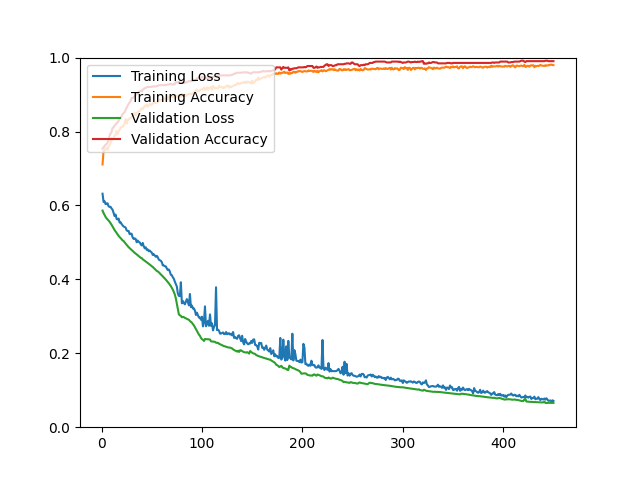 1.0
0.8
0.6
0.4
0.2
0.0
Training Loss
Training Accuracy
Validation Loss
Validation Accuracy
0 100 200 300 400